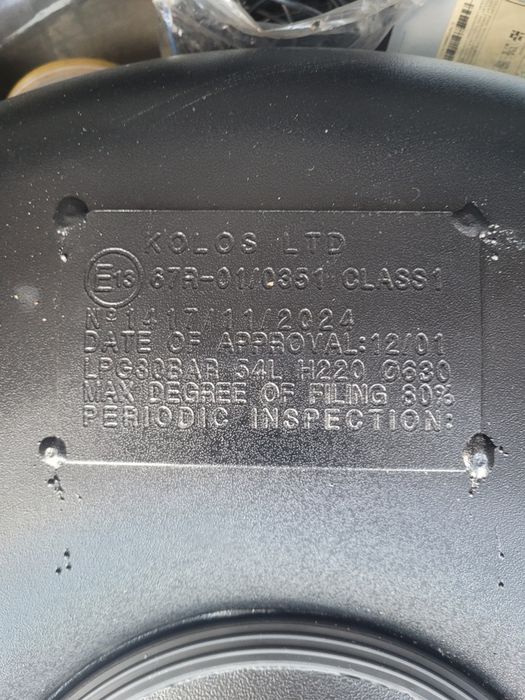 KOLOS LTD
E13 67R-01/0351 CLASS1
Nº1417/11/2024
DATE OF APPROVAL:12/01
LPG30BAR 54L H220 Ø630
MAX DEGREE OF FILING 80%
PERIODIC INSPECTION: